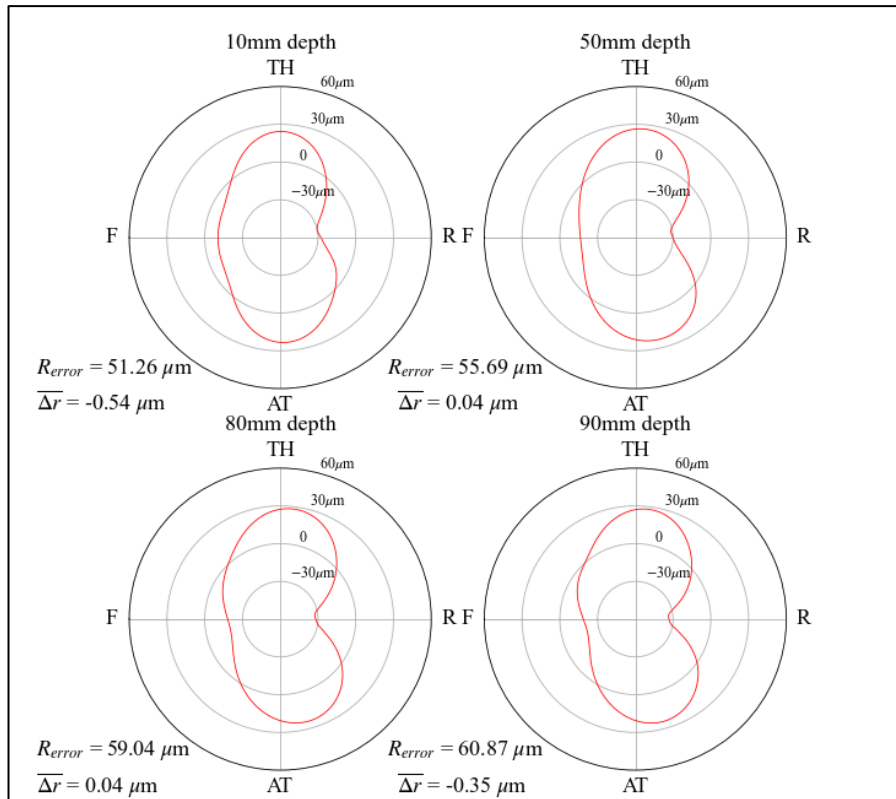 10mm depth
TH
60μm
30μm
0
−30μm
F
R
R_error = 51.26 μm
Δr̅ = -0.54 μm
AT
50mm depth
TH
60μm
30μm
0
−30μm
F
R
R_error = 55.69 μm
Δr̅ = 0.04 μm
AT
80mm depth
TH
60μm
30μm
0
−30μm
F
R
R_error = 59.04 μm
Δr̅ = 0.04 μm
AT
90mm depth
TH
60μm
30μm
0
−30μm
F
R
R_error = 60.87 μm
Δr̅ = -0.35 μm
AT